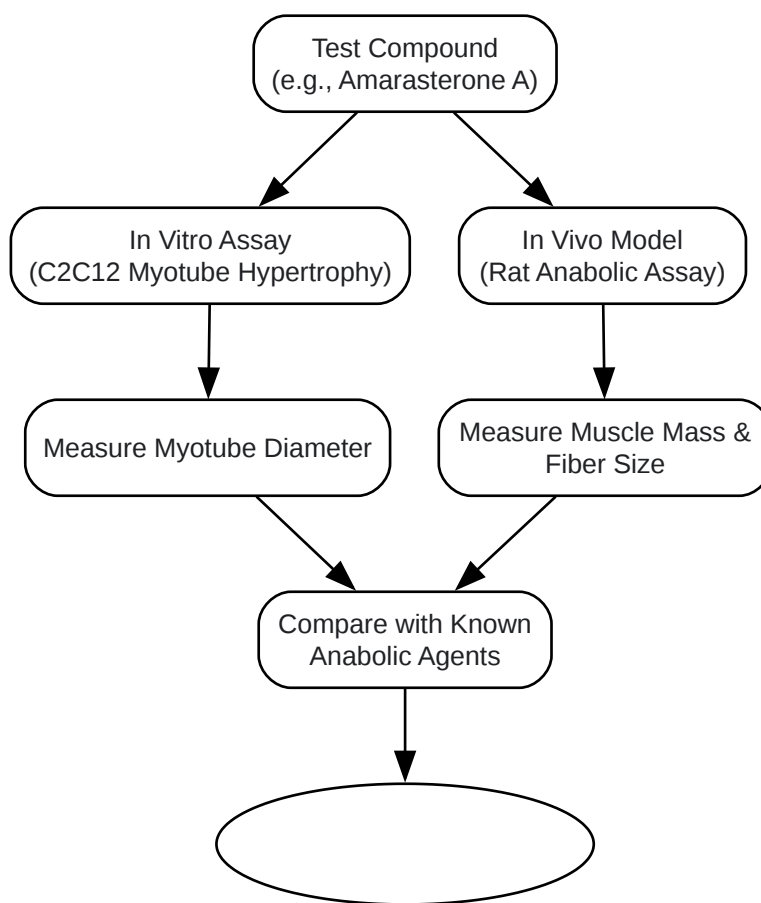 Test Compound
(e.g., Amarasterone A)
In Vitro Assay
(C2C12 Myotube Hypertrophy)
In Vivo Model
(Rat Anabolic Assay)
Measure Myotube Diameter
Measure Muscle Mass &
Fiber Size
Compare with Known
Anabolic Agents